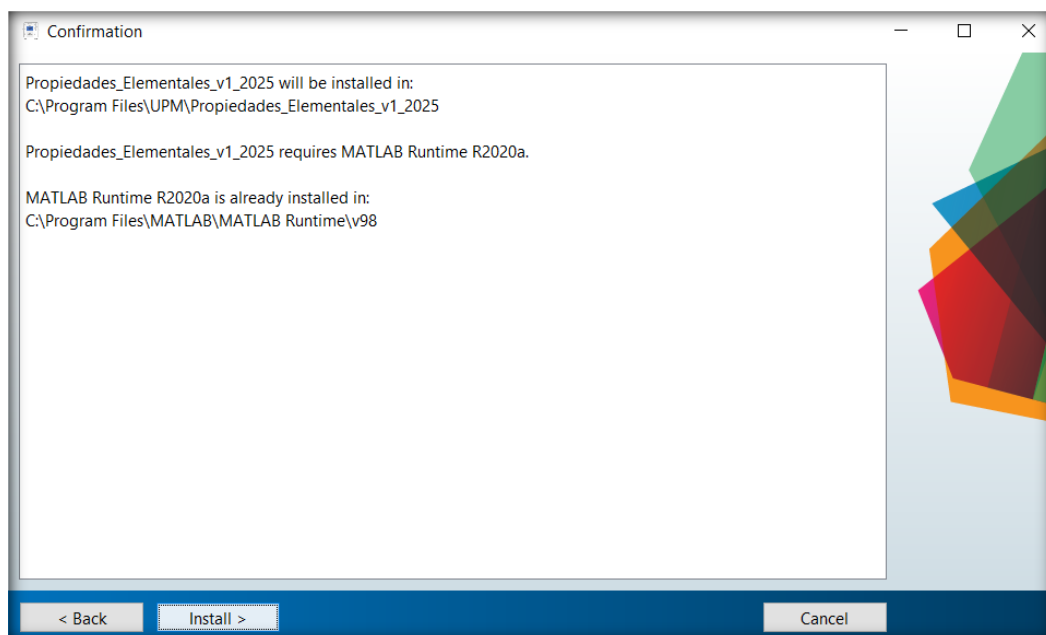 Confirmation
Propiedades_Elementales_v1_2025 will be installed in:
C:\Program Files\UPM\Propiedades_Elementales_v1_2025
Propiedades_Elementales_v1_2025 requires MATLAB Runtime R2020a.
MATLAB Runtime R2020a is already installed in:
C:\Program Files\MATLAB\MATLAB Runtime\v98
< Back
Install >
Cancel